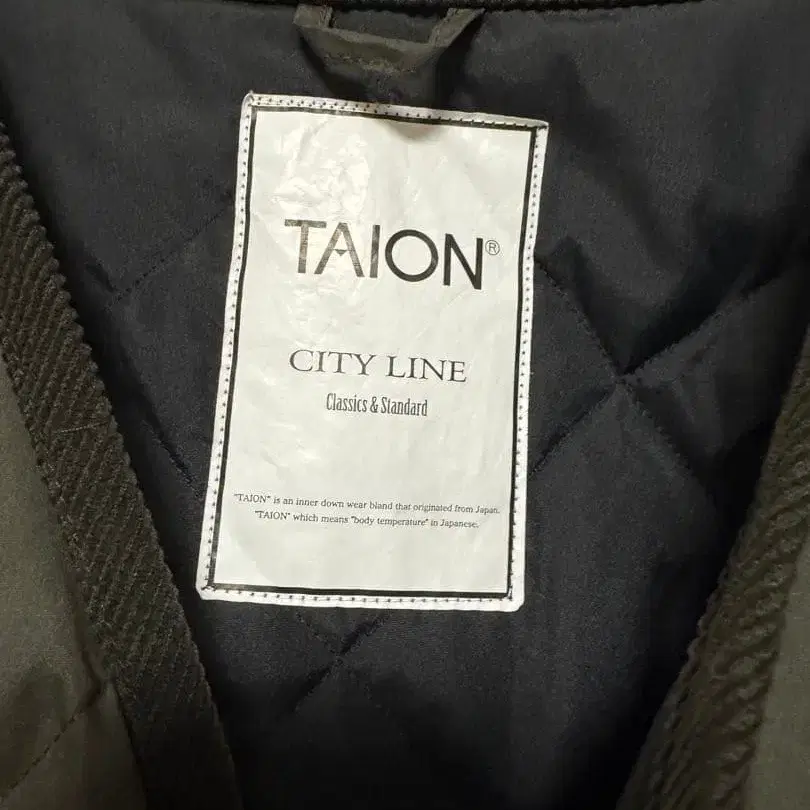 TAION®
CITY LINE
Classics & Standard
"TAION" is an inner down wear bland that originated from Japan.
"TAION" which means "body temperature" in Japanese.